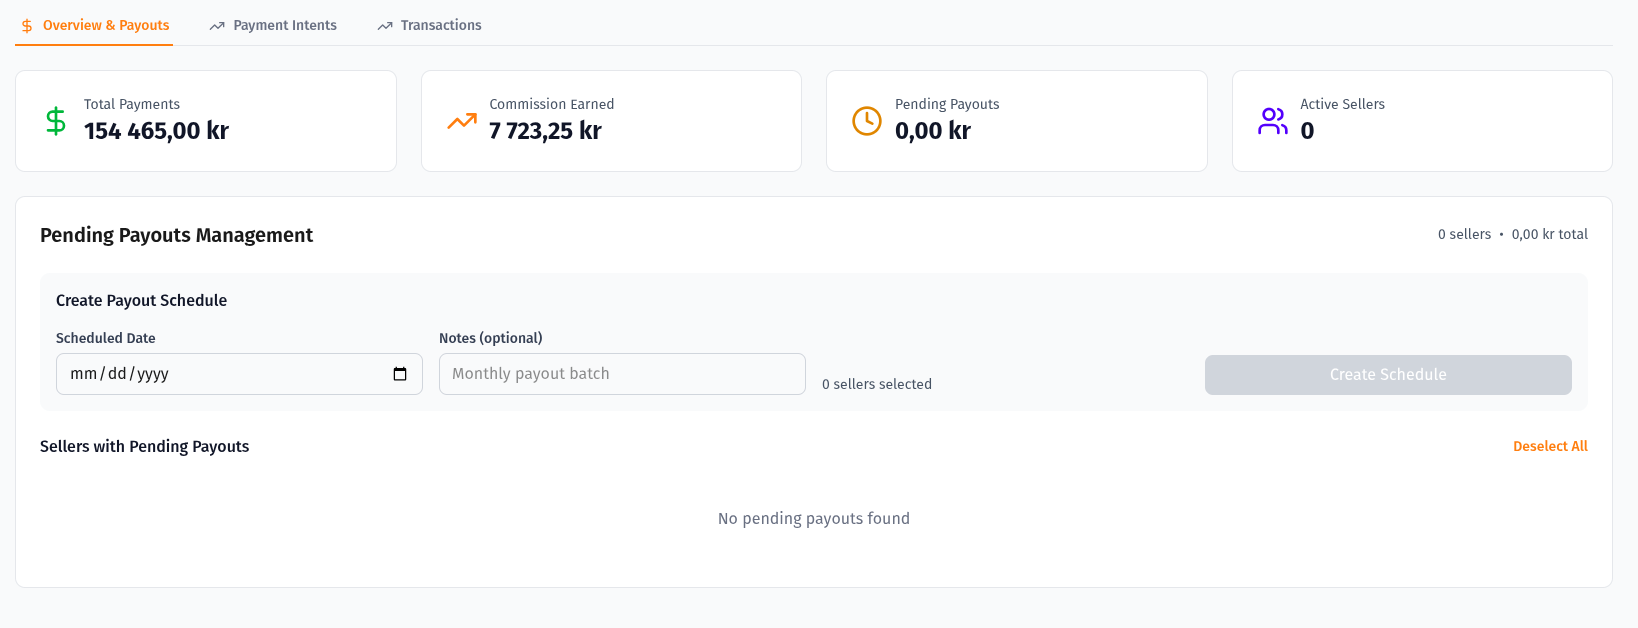 Overview & Payouts
Payment Intents
Transactions
Total Payments
154 465,00 kr
Commission Earned
7 723,25 kr
Pending Payouts
0,00 kr
Active Sellers
0
Pending Payouts Management
0 sellers • 0,00 kr total
Create Payout Schedule
Scheduled Date
mm/dd/yyyy
Notes (optional)
Monthly payout batch
0 sellers selected
Create Schedule
Sellers with Pending Payouts
Deselect All
No pending payouts found